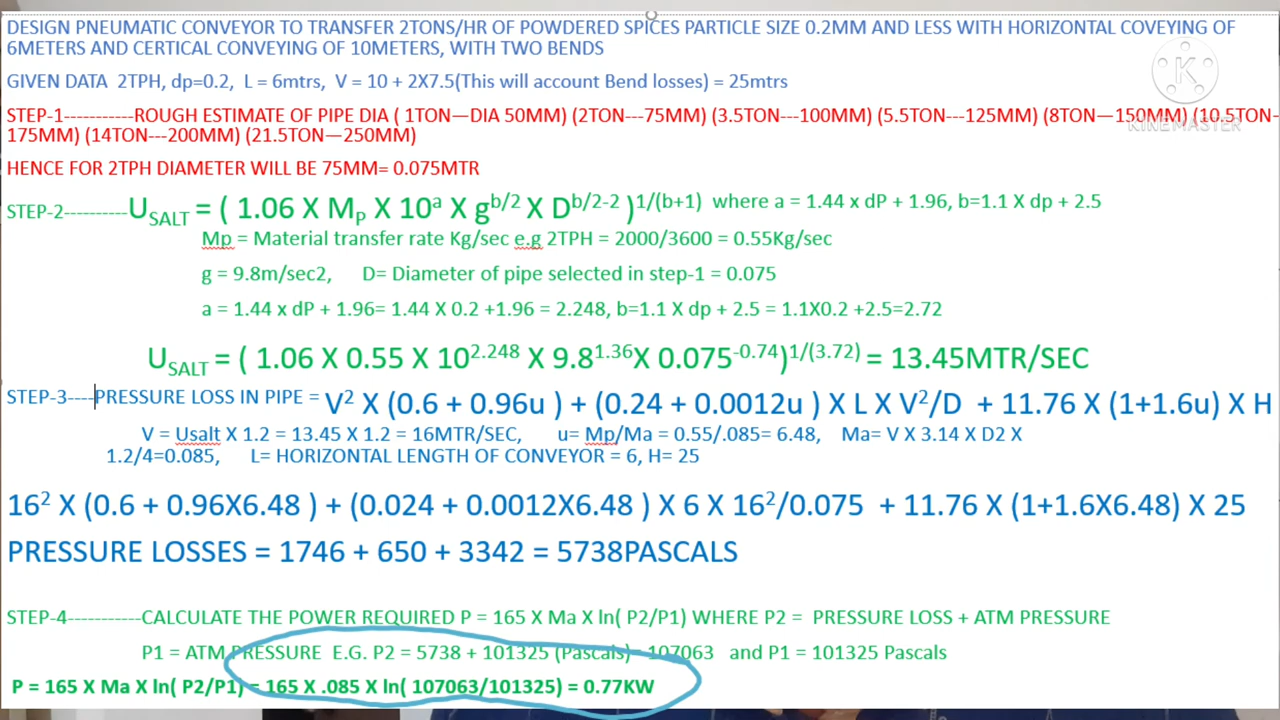 DESIGN PNEUMATIC CONVEYOR TO TRANSFER 2TONS/HR OF POWDERED SPICES PARTICLE SIZE 0.2MM AND LESS WITH HORIZONTAL COVEYING OF
6METERS AND CERTICAL CONVEYING OF 10METERS, WITH TWO BENDS
GIVEN DATA 2TPH, dp=0.2, L = 6mtrs, V = 10 + 2X7.5(This will account Bend losses) = 25mtrs
STEP-1-----------ROUGH ESTIMATE OF PIPE DIA ( 1TON—DIA 50MM) (2TON---75MM) (3.5TON---100MM) (5.5TON---125MM) (8TON—150MM) (10.5TON-
175MM) (14TON---200MM) (21.5TON—250MM)
KINEMASTER
HENCE FOR 2TPH DIAMETER WILL BE 75MM= 0.075MTR
STEP-2----------USALT = ( 1.06 X MP X 10^a X g^b/2 X D^b/2-2 )^1/(b+1) where a = 1.44 x dP + 1.96, b=1.1 X dp + 2.5
Mp = Material transfer rate Kg/sec e.g 2TPH = 2000/3600 = 0.55Kg/sec
g = 9.8m/sec2, D= Diameter of pipe selected in step-1 = 0.075
a = 1.44 x dP + 1.96= 1.44 X 0.2 +1.96 = 2.248, b=1.1 X dp + 2.5 = 1.1X0.2 +2.5=2.72
USALT = ( 1.06 X 0.55 X 10^2.248 X 9.8^1.36X 0.075^-0.74)^1/(3.72) = 13.45MTR/SEC
STEP-3----PRESSURE LOSS IN PIPE = V² X (0.6 + 0.96u ) + (0.24 + 0.0012u ) X L X V²/D + 11.76 X (1+1.6u) X H
V = Usalt X 1.2 = 13.45 X 1.2 = 16MTR/SEC, u= Mp/Ma = 0.55/.085= 6.48, Ma= V X 3.14 X D2 X
1.2/4=0.085, L= HORIZONTAL LENGTH OF CONVEYOR = 6, H= 25
16² X (0.6 + 0.96X6.48 ) + (0.024 + 0.0012X6.48 ) X 6 X 16²/0.075 + 11.76 X (1+1.6X6.48) X 25
PRESSURE LOSSES = 1746 + 650 + 3342 = 5738PASCALS
STEP-4-----------CALCULATE THE POWER REQUIRED P = 165 X Ma X ln( P2/P1) WHERE P2 = PRESSURE LOSS + ATM PRESSURE
P1 = ATM PRESSURE E.G. P2 = 5738 + 101325 (Pascals)= 107063 and P1 = 101325 Pascals
P = 165 X Ma X ln( P2/P1) = 165 X .085 X ln( 107063/101325) = 0.77KW